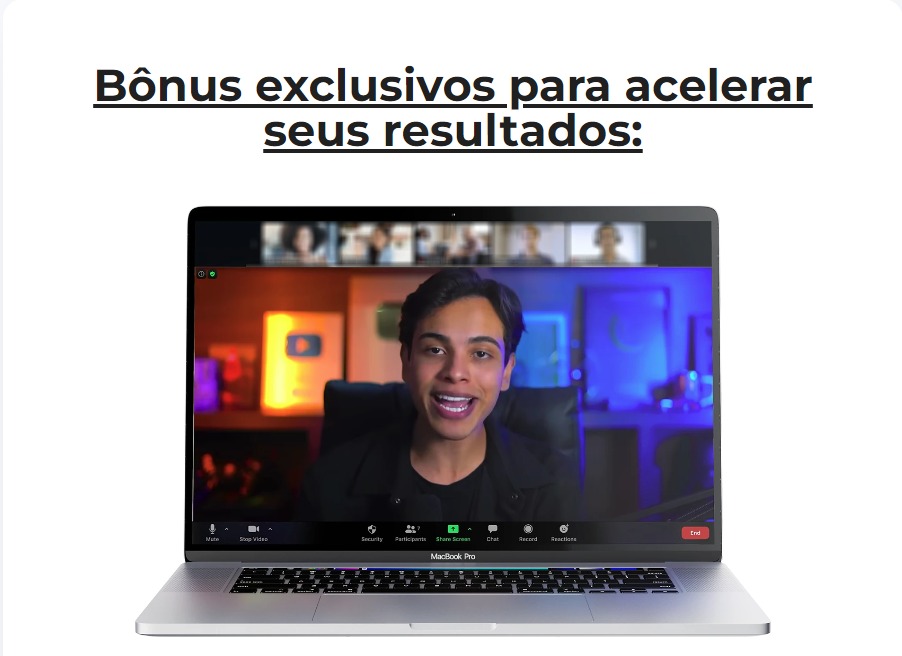 Bônus exclusivos para acelerar
seus resultados:
Mute
Stop Video
Security
Participants
Share Screen
Chat
Record
Reactions
End
MacBook Pro